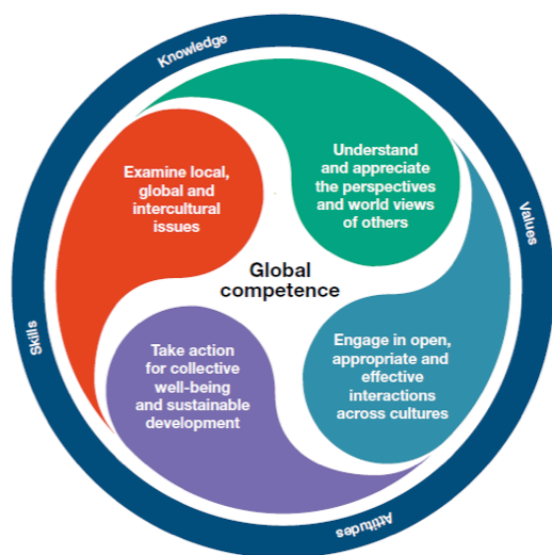 Knowledge
Understand
and appreciate
the perspectives
and world views
of others
Examine local,
global and
intercultural
issues
Values
Global
competence
Skills
Take action
for collective
well-being
and sustainable
development
Engage in open,
appropriate and
effective
interactions
across cultures
Attitudes